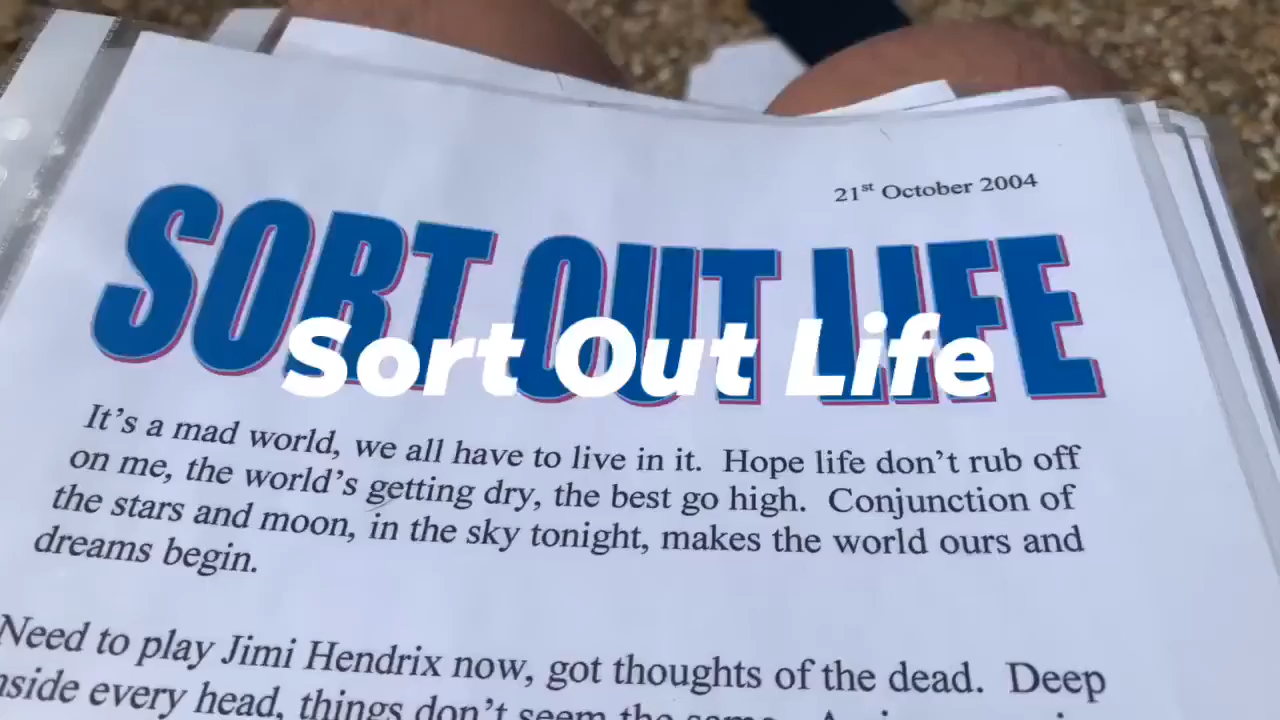 21st October 2004
SORT OUT LIFE
Sort Out Life
It's a mad world, we all have to live in it. Hope life don't rub off
on me, the world's getting dry, the best go high. Conjunction of
the stars and moon, in the sky tonight, makes the world ours and
dreams begin.
Need to play Jimi Hendrix now, got thoughts of the dead. Deep
every head, things don't seem the